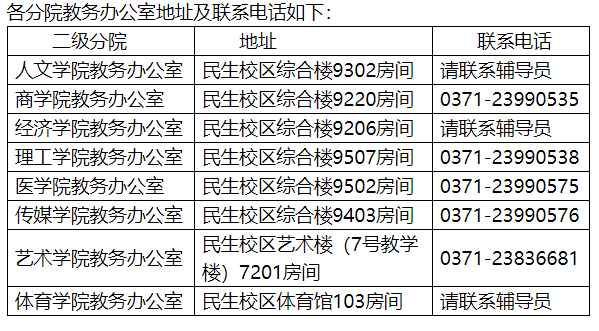 各分院教务办公室地址及联系电话如下：
二级分院 地址 联系电话
人文学院教务办公室 民生校区综合楼9302房间 请联系辅导员
商学院教务办公室 民生校区综合楼9220房间 0371-23990535
经济学院教务办公室 民生校区综合楼9206房间 请联系辅导员
理工学院教务办公室 民生校区综合楼9507房间 0371-23990538
医学院教务办公室 民生校区综合楼9502房间 0371-23990575
传媒学院教务办公室 民生校区综合楼9403房间 0371-23990576
艺术学院教务办公室 民生校区艺术楼（7号教学
楼）7201房间 0371-23836681
体育学院教务办公室 民生校区体育馆103房间 请联系辅导员